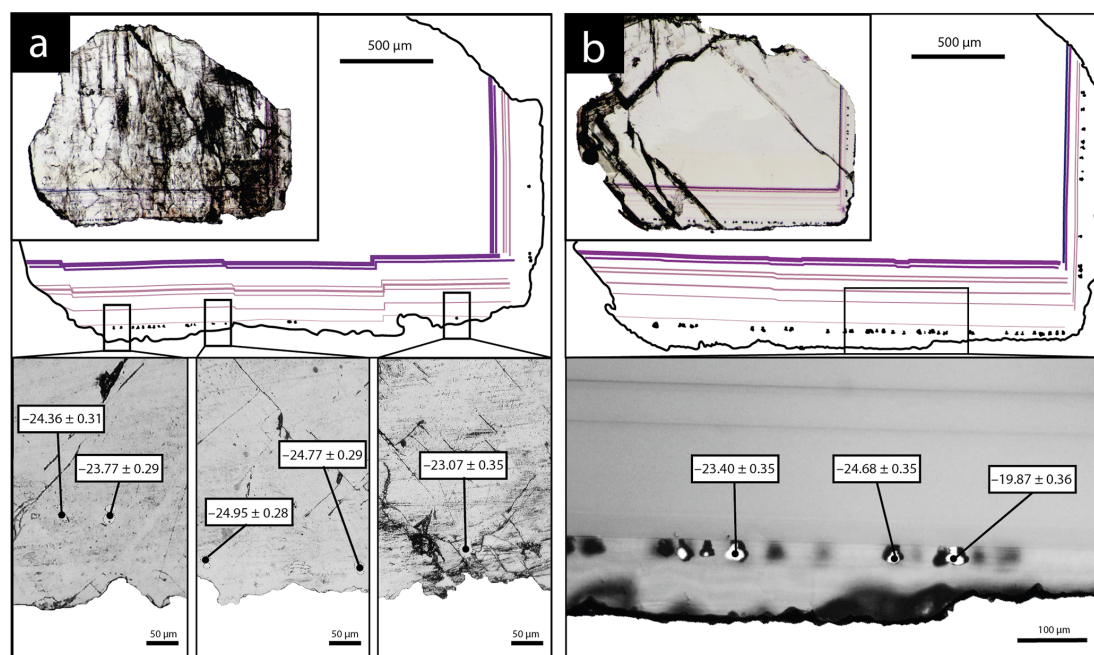 a
500 µm
b
500 µm
−24.36 ± 0.31
−23.77 ± 0.29
−24.77 ± 0.29
−24.95 ± 0.28
−23.07 ± 0.35
50 µm
50 µm
50 µm
−23.40 ± 0.35
−24.68 ± 0.35
−19.87 ± 0.36
100 µm